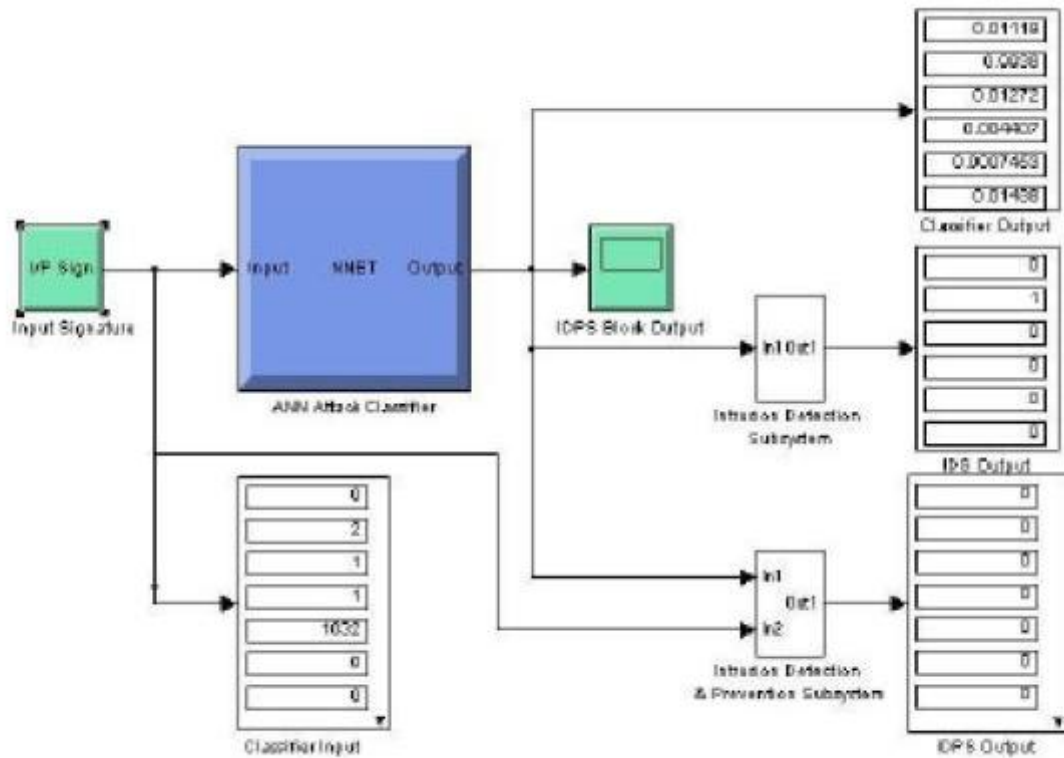 0.01119
0.9938
0.01272
0.004407
0.0007453
0.01438
Classifier Output
I/P Sign
Input Signature
Input NNET Output
ANN Attack Classifier
IDPS Block Output
In1 Out1
Intrusion Detection
Subsystem
0
1
0
0
0
0
IDS Output
0
2
1
1
1032
0
0
Classifier Input
In1
Out1
In2
Intrusion Detection
& Prevention Subsystem
0
0
0
0
0
0
0
IDPS Output